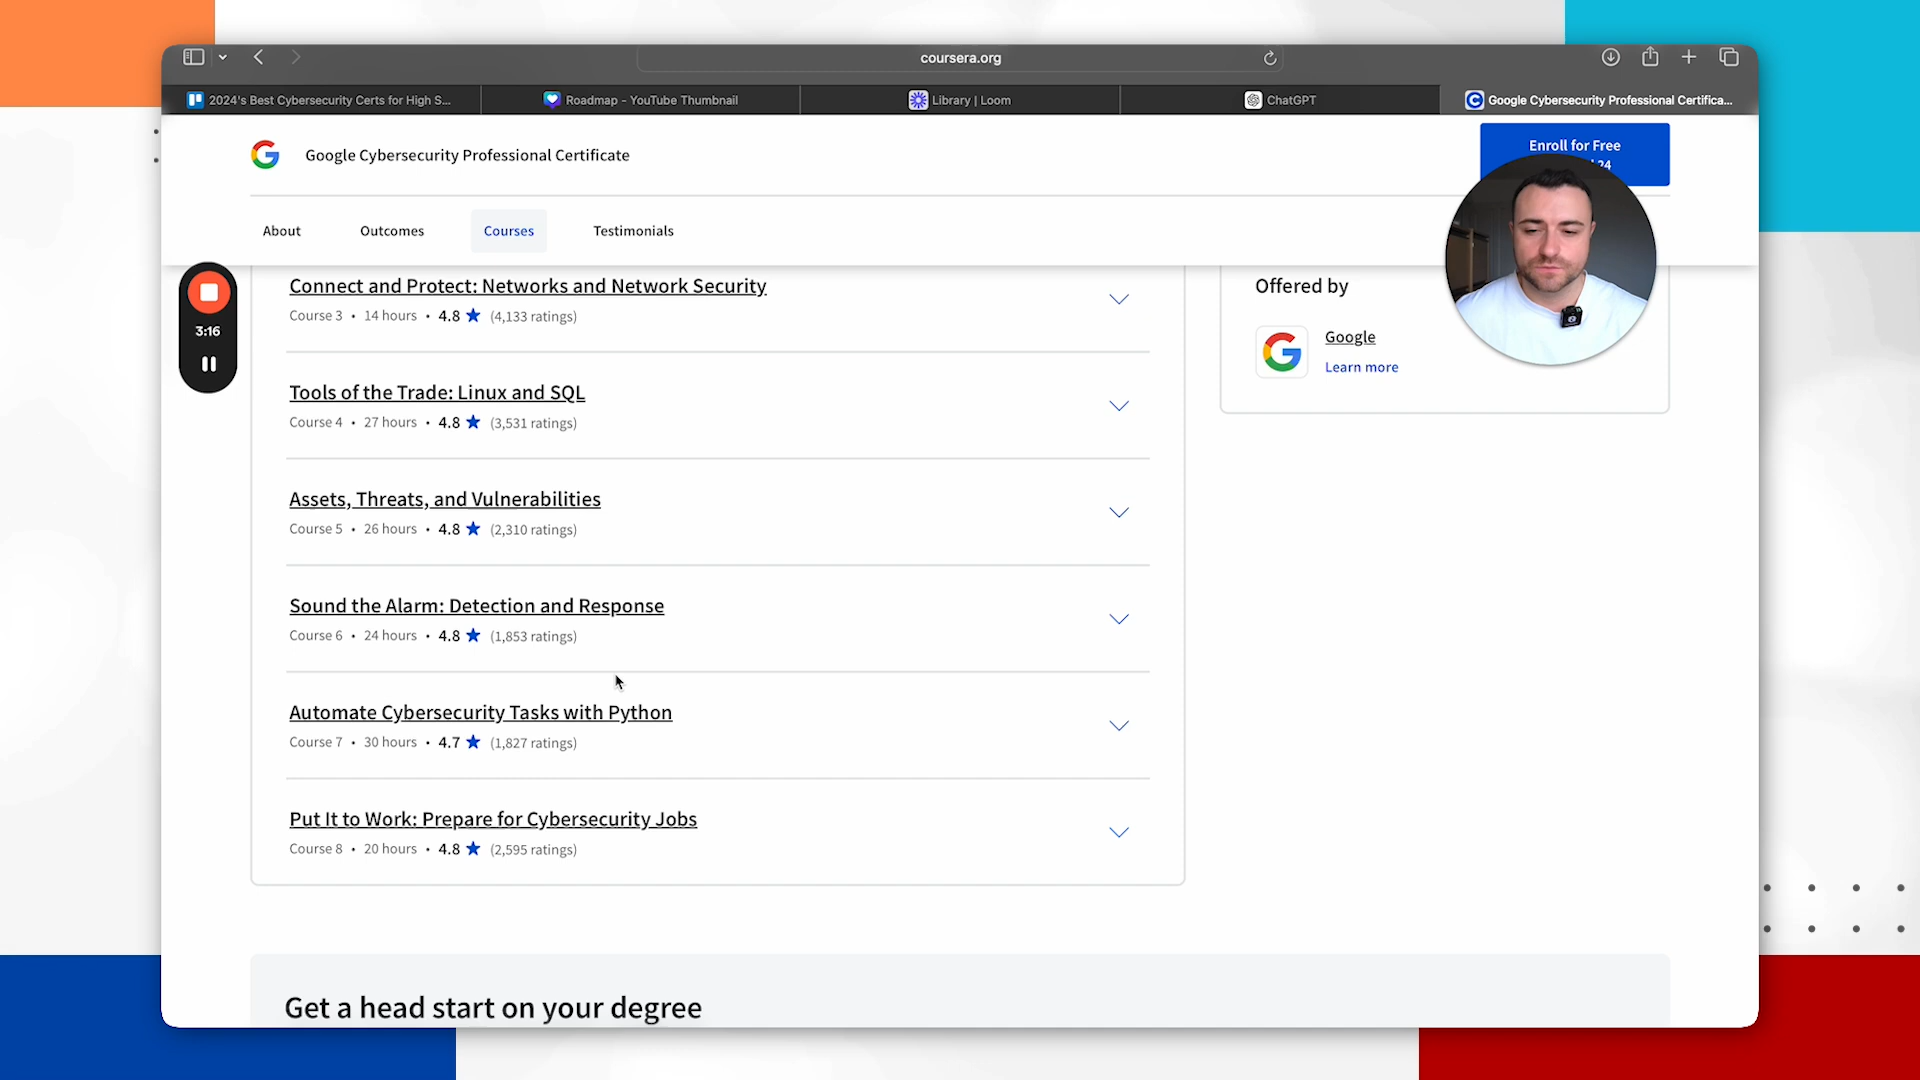 coursera.org
2024's Best Cybersecurity Certs for High S...
Roadmap - YouTube Thumbnail
Library | Loom
ChatGPT
Google Cybersecurity Professional Certifica...
Google Cybersecurity Professional Certificate
Enroll for Free
24
About
Outcomes
Courses
Testimonials
3:16
Connect and Protect: Networks and Network Security
Course 3 • 14 hours • 4.8 ★ (4,133 ratings)
Tools of the Trade: Linux and SQL
Course 4 • 27 hours • 4.8 ★ (3,531 ratings)
Assets, Threats, and Vulnerabilities
Course 5 • 26 hours • 4.8 ★ (2,310 ratings)
Sound the Alarm: Detection and Response
Course 6 • 24 hours • 4.8 ★ (1,853 ratings)
Automate Cybersecurity Tasks with Python
Course 7 • 30 hours • 4.7 ★ (1,827 ratings)
Put It to Work: Prepare for Cybersecurity Jobs
Course 8 • 20 hours • 4.8 ★ (2,595 ratings)
Offered by
Google
Learn more
Get a head start on your degree